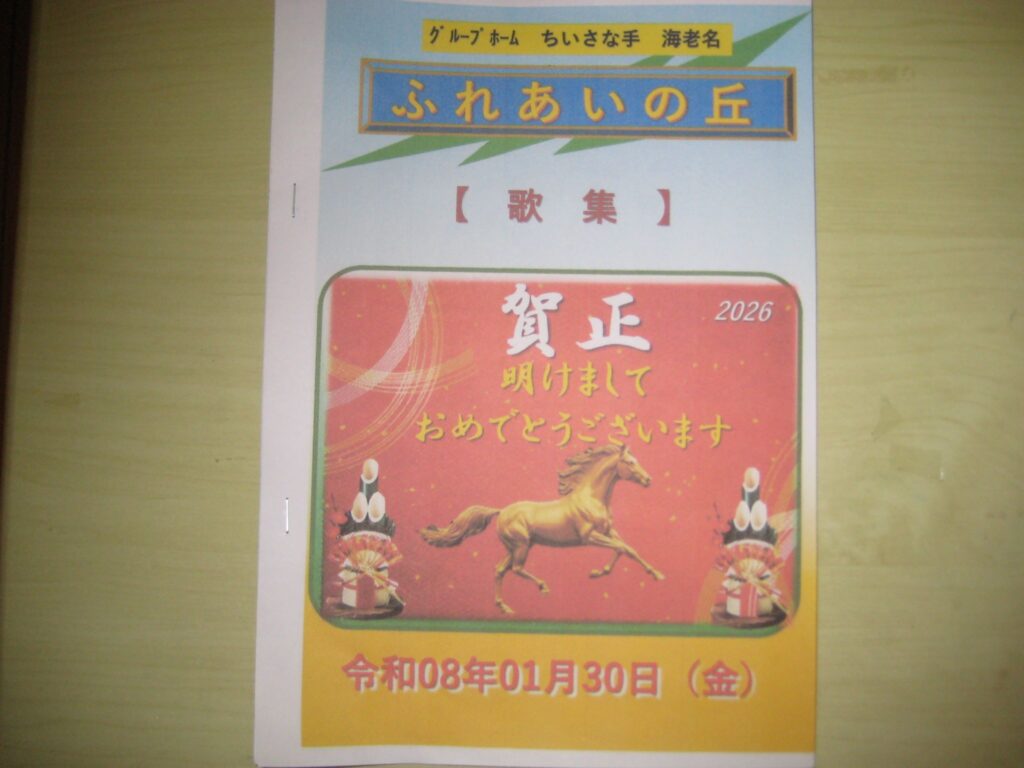 ｸﾞﾙｰﾌﾟﾎｰﾑ　ちいさな手　海老名
ふれあいの丘
【 歌 集 】
賀正
2026
明けまして
おめでとうございます
令和08年01月30日（金）